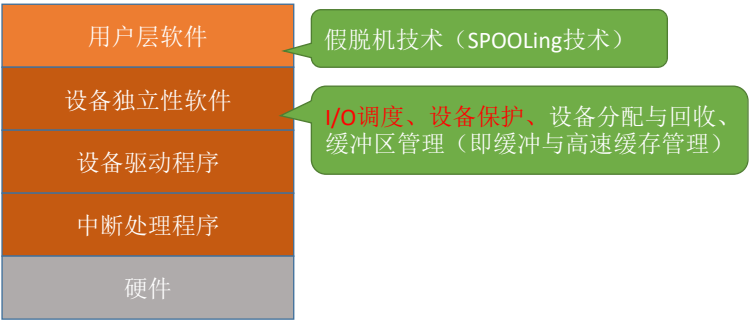 用户层软件
假脱机技术（SPOOLing技术）
设备独立性软件
I/O调度、设备保护、设备分配与回收、
缓冲区管理（即缓冲与高速缓存管理）
设备驱动程序
中断处理程序
硬件